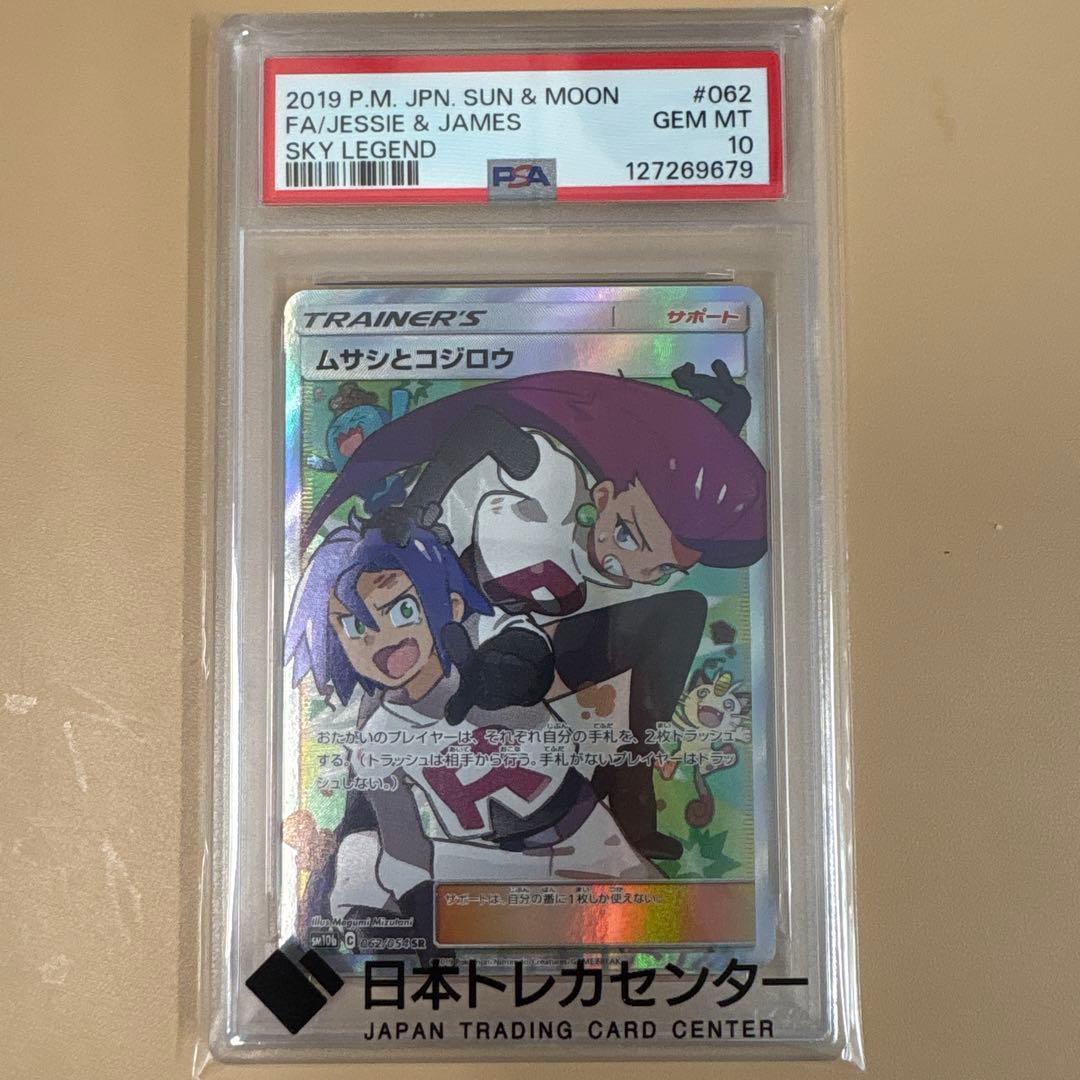 2019 P.M. JPN. SUN & MOON #062
FA/JESSIE & JAMES GEM MT
SKY LEGEND 10
PSA 127269679
TRAINER'S サポート
ムサシとコジロウ
R
R
おたがいのプレイヤーは、それぞれ自分の手札を、2枚トラッシュ
する。(トラッシュは相手から行う。手札がないプレイヤーはトラッ
シュしない。)
サポートは、自分の番に1枚しか使えない。
Illus. Megumi Mizutani
SM10b C 062/054 SR
日本トレカセンター
JAPAN TRADING CARD CENTER